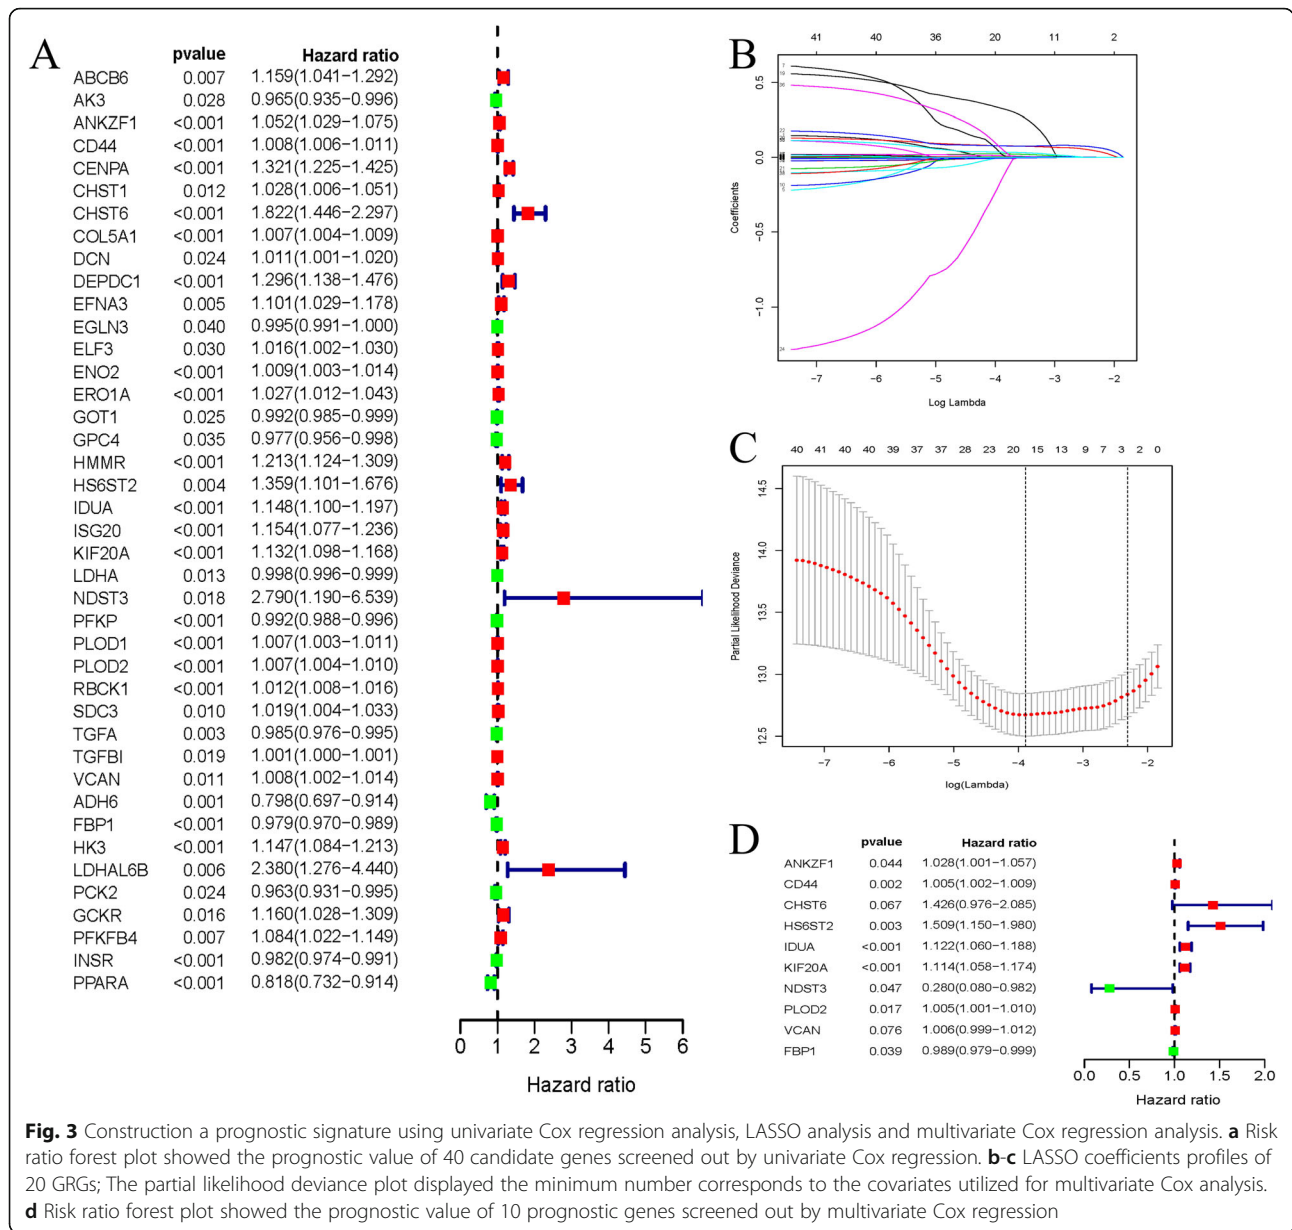 A
pvalue Hazard ratio
ABCB6 0.007 1.159(1.041−1.292)
AK3 0.028 0.965(0.935−0.996)
ANKZF1 <0.001 1.052(1.029−1.075)
CD44 <0.001 1.008(1.006−1.011)
CENPA <0.001 1.321(1.225−1.425)
CHST1 0.012 1.028(1.006−1.051)
CHST6 <0.001 1.822(1.446−2.297)
COL5A1 <0.001 1.007(1.004−1.009)
DCN 0.024 1.011(1.001−1.020)
DEPDC1 <0.001 1.296(1.138−1.476)
EFNA3 0.005 1.101(1.029−1.178)
EGLN3 0.040 0.995(0.991−1.000)
ELF3 0.030 1.016(1.002−1.030)
ENO2 <0.001 1.009(1.003−1.014)
ERO1A <0.001 1.027(1.012−1.043)
GOT1 0.025 0.992(0.985−0.999)
GPC4 0.035 0.977(0.956−0.998)
HMMR <0.001 1.213(1.124−1.309)
HS6ST2 0.004 1.359(1.101−1.676)
IDUA <0.001 1.148(1.100−1.197)
ISG20 <0.001 1.154(1.077−1.236)
KIF20A <0.001 1.132(1.098−1.168)
LDHA 0.013 0.998(0.996−0.999)
NDST3 0.018 2.790(1.190−6.539)
PFKP <0.001 0.992(0.988−0.996)
PLOD1 <0.001 1.007(1.003−1.011)
PLOD2 <0.001 1.007(1.004−1.010)
RBCK1 <0.001 1.012(1.008−1.016)
SDC3 0.010 1.019(1.004−1.033)
TGFA 0.003 0.985(0.976−0.995)
TGFBI 0.019 1.001(1.000−1.001)
VCAN 0.011 1.008(1.002−1.014)
ADH6 0.001 0.798(0.697−0.914)
FBP1 <0.001 0.979(0.970−0.989)
HK3 <0.001 1.147(1.084−1.213)
LDHAL6B 0.006 2.380(1.276−4.440)
PCK2 0.024 0.963(0.931−0.995)
GCKR 0.016 1.160(1.028−1.309)
PFKFB4 0.007 1.084(1.022−1.149)
INSR <0.001 0.982(0.974−0.991)
PPARA <0.001 0.818(0.732−0.914)
0 1 2 3 4 5 6
Hazard ratio
B
41 40 36 20 11 2
0.5
0.0
−0.5
−1.0
Coefficients
24
−7 −6 −5 −4 −3 −2
Log Lambda
C
40 41 40 40 39 37 37 28 23 20 15 13 9 7 3 2 0
14.5
14.0
13.5
13.0
12.5
Partial Likelihood Deviance
−7 −6 −5 −4 −3 −2
log(Lambda)
D
pvalue Hazard ratio
ANKZF1 0.044 1.028(1.001−1.057)
CD44 0.002 1.005(1.002−1.009)
CHST6 0.067 1.426(0.976−2.085)
HS6ST2 0.003 1.509(1.150−1.980)
IDUA <0.001 1.122(1.060−1.188)
KIF20A <0.001 1.114(1.058−1.174)
NDST3 0.047 0.280(0.080−0.982)
PLOD2 0.017 1.005(1.001−1.010)
VCAN 0.076 1.006(0.999−1.012)
FBP1 0.039 0.989(0.979−0.999)
0.0 0.5 1.0 1.5 2.0
Hazard ratio
Fig. 3 Construction a prognostic signature using univariate Cox regression analysis, LASSO analysis and multivariate Cox regression analysis. a Risk
ratio forest plot showed the prognostic value of 40 candidate genes screened out by univariate Cox regression. b-c LASSO coefficients profiles of
20 GRGs; The partial likelihood deviance plot displayed the minimum number corresponds to the covariates utilized for multivariate Cox analysis.
d Risk ratio forest plot showed the prognostic value of 10 prognostic genes screened out by multivariate Cox regression